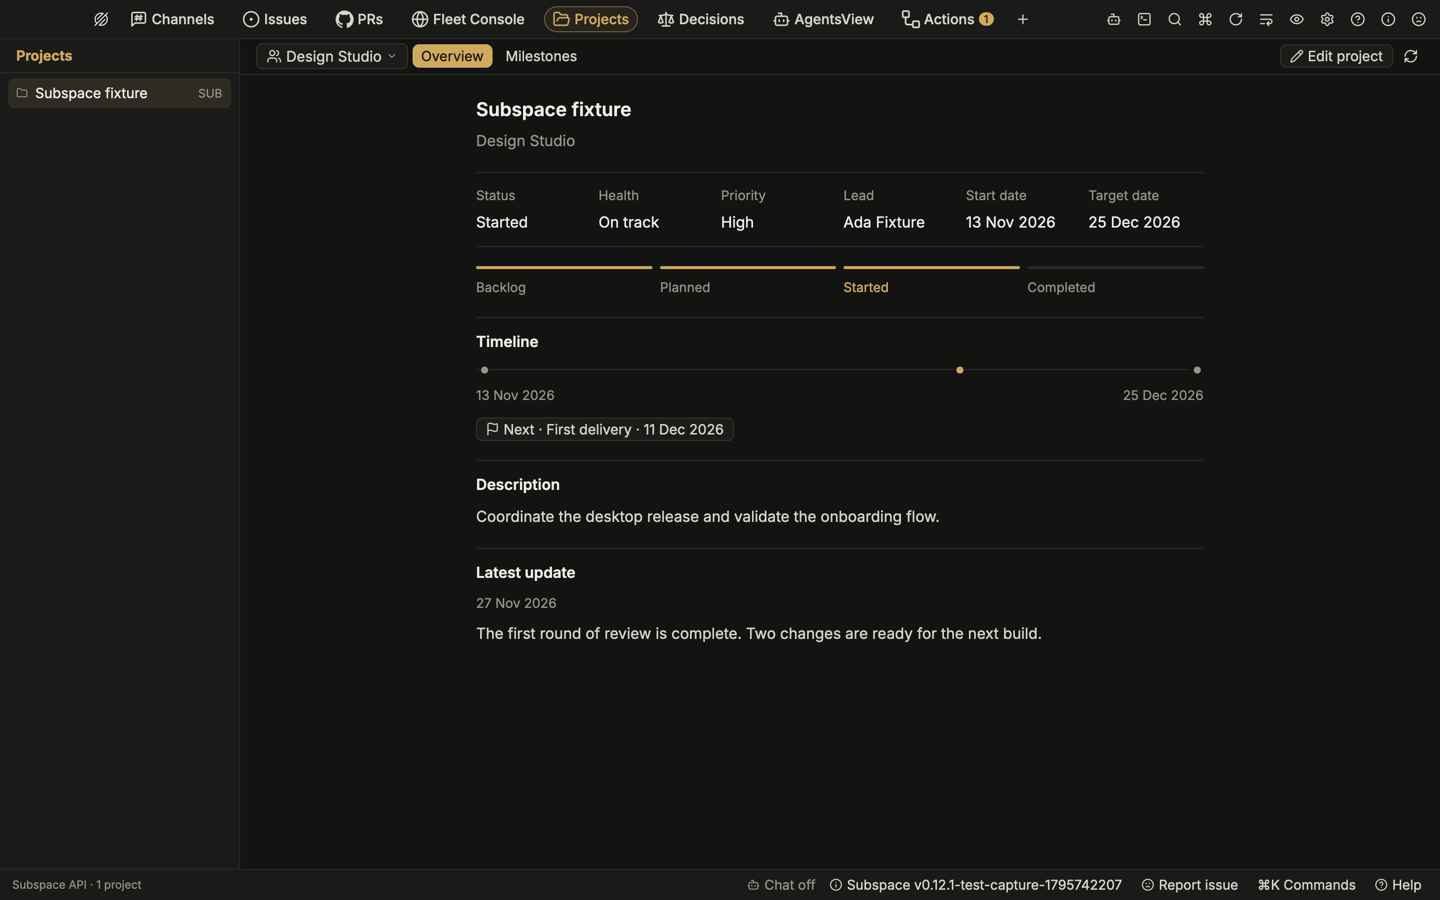 Channels Issues PRs Fleet Console Projects Decisions AgentsView Actions 1
Projects
Design Studio Overview Milestones Edit project
Subspace fixture SUB
Subspace fixture
Design Studio
Status Health Priority Lead Start date Target date
Started On track High Ada Fixture 13 Nov 2026 25 Dec 2026
Backlog Planned Started Completed
Timeline
13 Nov 2026 25 Dec 2026
Next · First delivery · 11 Dec 2026
Description
Coordinate the desktop release and validate the onboarding flow.
Latest update
27 Nov 2026
The first round of review is complete. Two changes are ready for the next build.
Subspace API · 1 project Chat off Subspace v0.12.1-test-capture-1795742207 Report issue ⌘K Commands Help